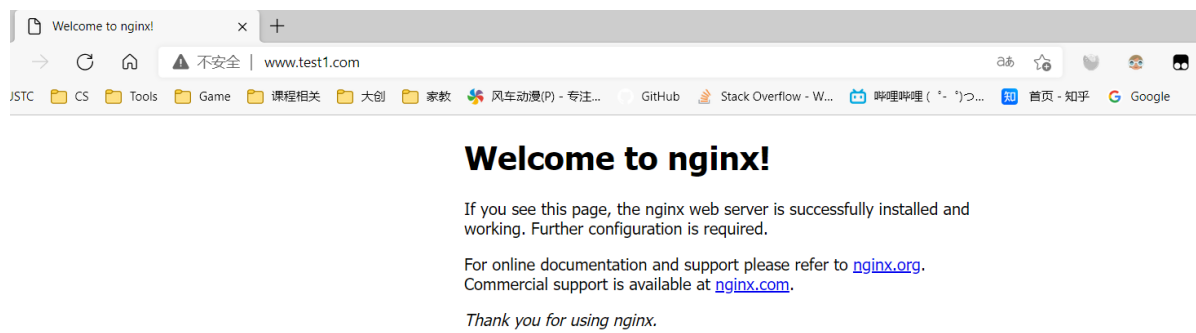 Welcome to nginx!
不安全 | www.test1.com
aあ
JSTC CS Tools Game 课程相关 大创 家教 风车动漫(P) - 专注... GitHub Stack Overflow - W... 哔哩哔哩 ( ゜- ゜)つ... 知 首页 - 知乎 G Google
Welcome to nginx!
If you see this page, the nginx web server is successfully installed and
working. Further configuration is required.
For online documentation and support please refer to nginx.org.
Commercial support is available at nginx.com.
Thank you for using nginx.